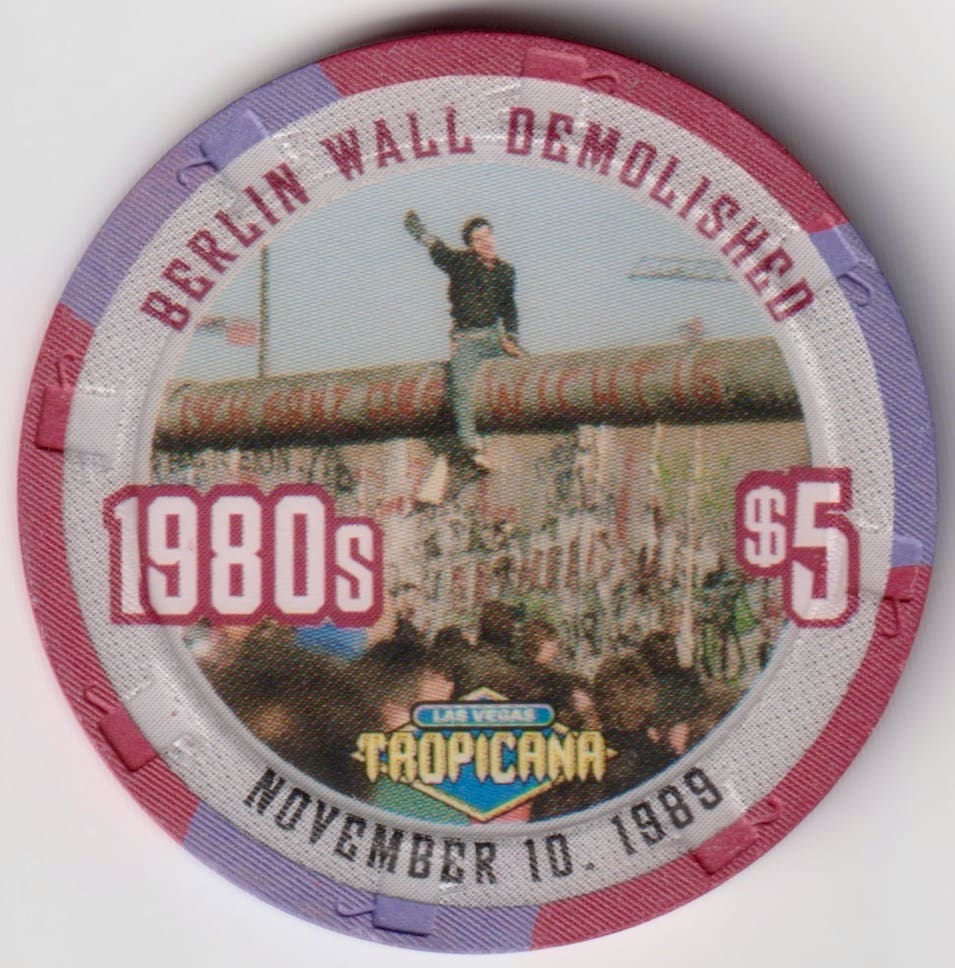 BERLIN WALL DEMOLISHED
1980s
$5
LAS VEGAS
TROPICANA
NOVEMBER 10. 1989